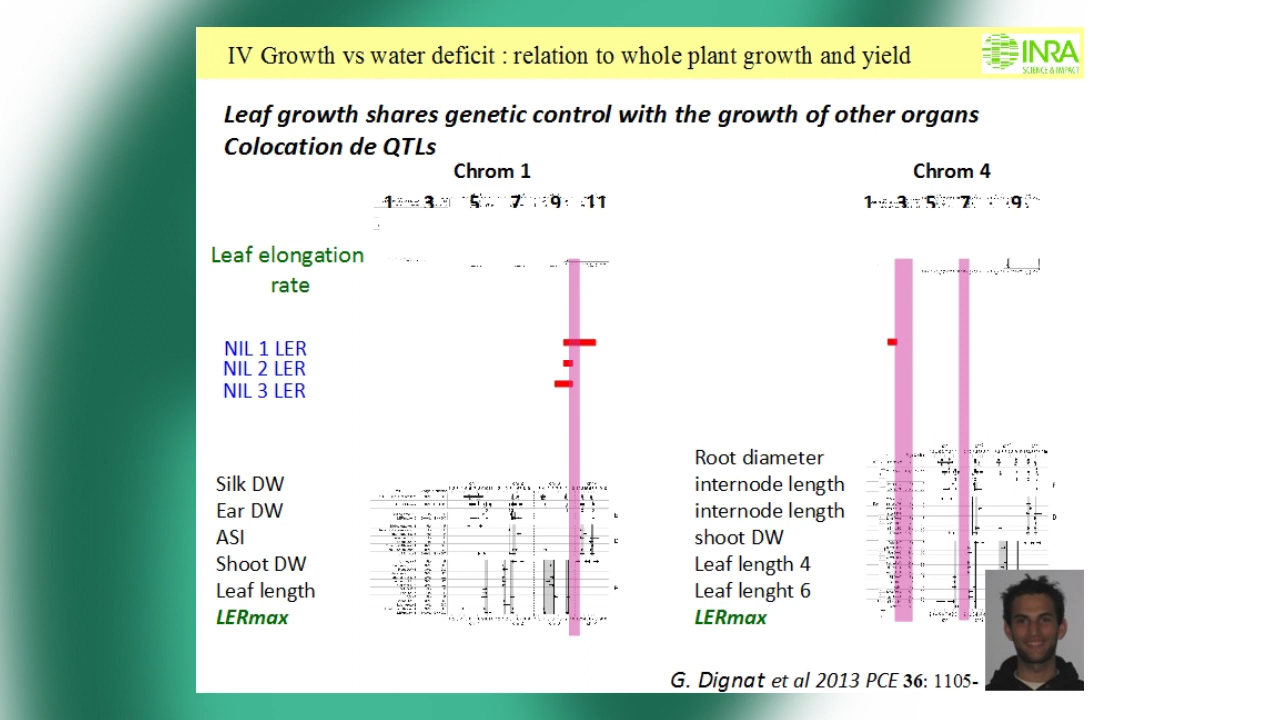 IV Growth vs water deficit : relation to whole plant growth and yield
INRA
SCIENCE & IMPACT
Leaf growth shares genetic control with the growth of other organs
Colocation de QTLs
Chrom 1
Chrom 4
1 3 5 7 9 11
1 3 5 7 9
Leaf elongation
rate
NIL 1 LER
NIL 2 LER
NIL 3 LER
Silk DW
Ear DW
ASI
Shoot DW
Leaf length
LERmax
Root diameter
internode length
internode length
shoot DW
Leaf length 4
Leaf lenght 6
LERmax
G. Dignat et al 2013 PCE 36: 1105-